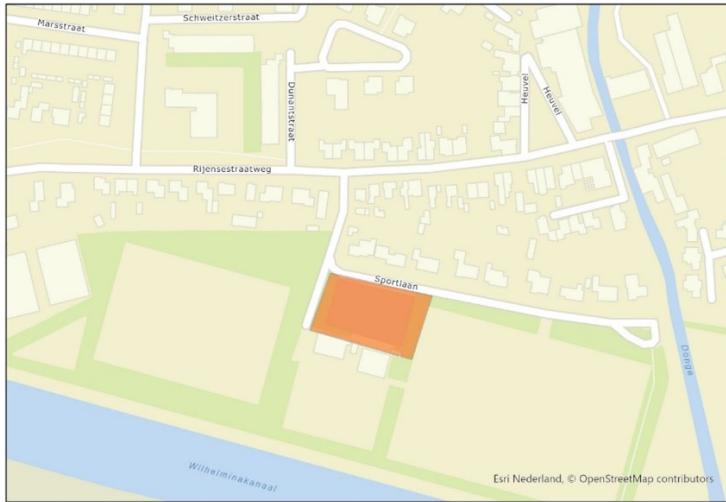 Schweitzerstraat
Marsstraat
Dunantstraat
Heuvel
Heuvel
Rijensestraatweg
Sportlaan
Donge
Wilhelminakanaal
Esri Nederland, © OpenStreetMap contributors